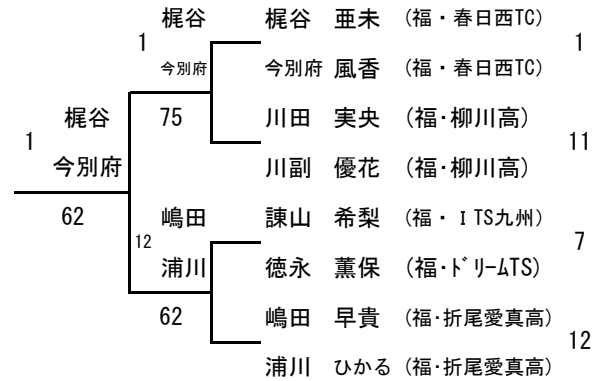 梶谷 梶谷 亜未 (福・春日西TC)
1 1
今別府 今別府 風香 (福・春日西TC)
梶谷 75 川田 実央 (福・柳川高)
1 11
今別府 川副 優花 (福・柳川高)
62 嶋田 諫山 希梨 (福・ＩTS九州)
12 7
浦川 徳永 薫保 (福・ﾄﾞﾘｰﾑTS)
62 嶋田 早貴 (福・折尾愛真高)
12
浦川 ひかる (福・折尾愛真高)